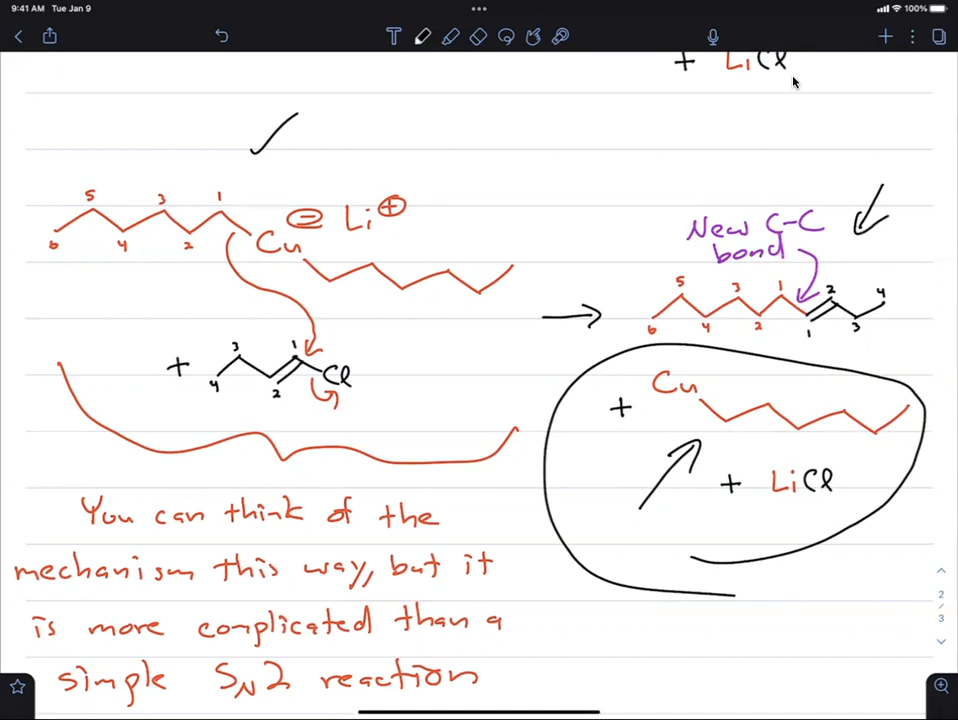 9:41 AM Tue Jan 9
100%
+ LiCl
5 3 1
6 4 2
Cu ⊖ Li ⊕
New C-C
bond
5 3 1 2 4
6 4 2 1 3
+ 3 1
4 2 Cl
+ Cu
+ LiCl
You can think of the
mechanism this way, but it
is more complicated than a
simple SN2 reaction
2
/
3